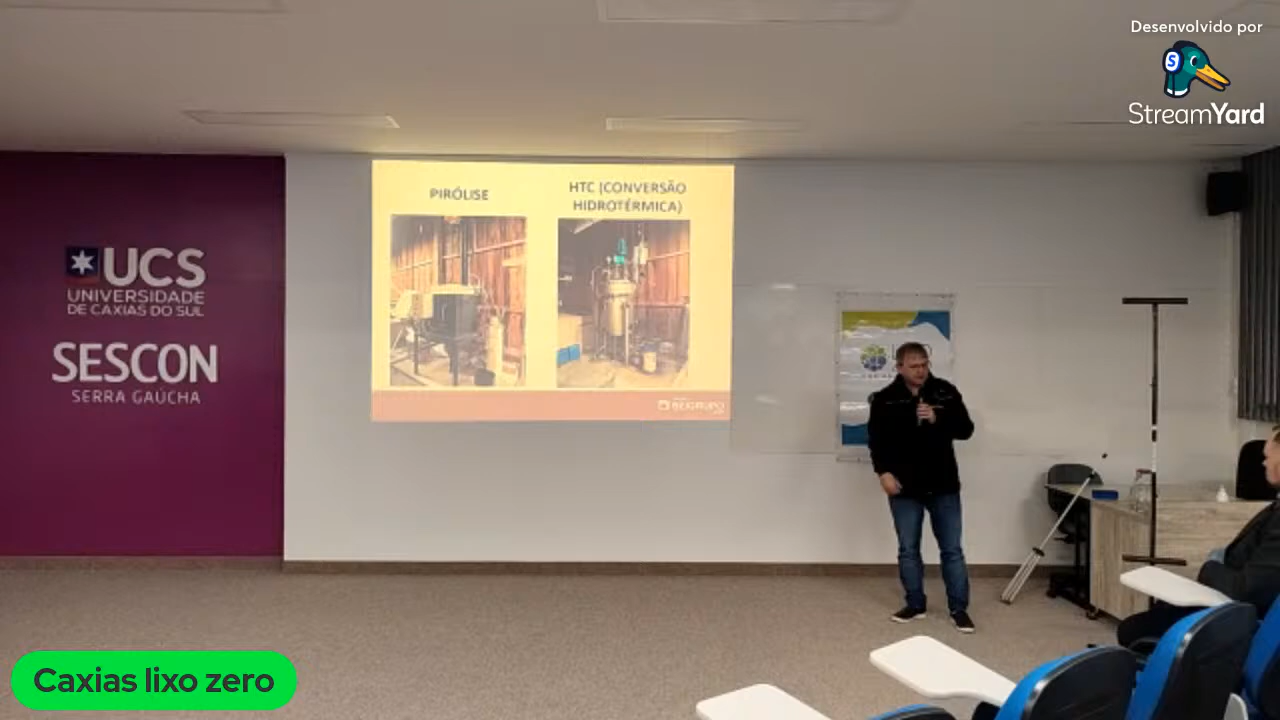 Desenvolvido por
StreamYard
PIRÓLISE
HTC (CONVERSÃO
HIDROTÉRMICA)
UCS
UNIVERSIDADE
DE CAXIAS DO SUL
SESCON
SERRA GAÚCHA
Caxias lixo zero